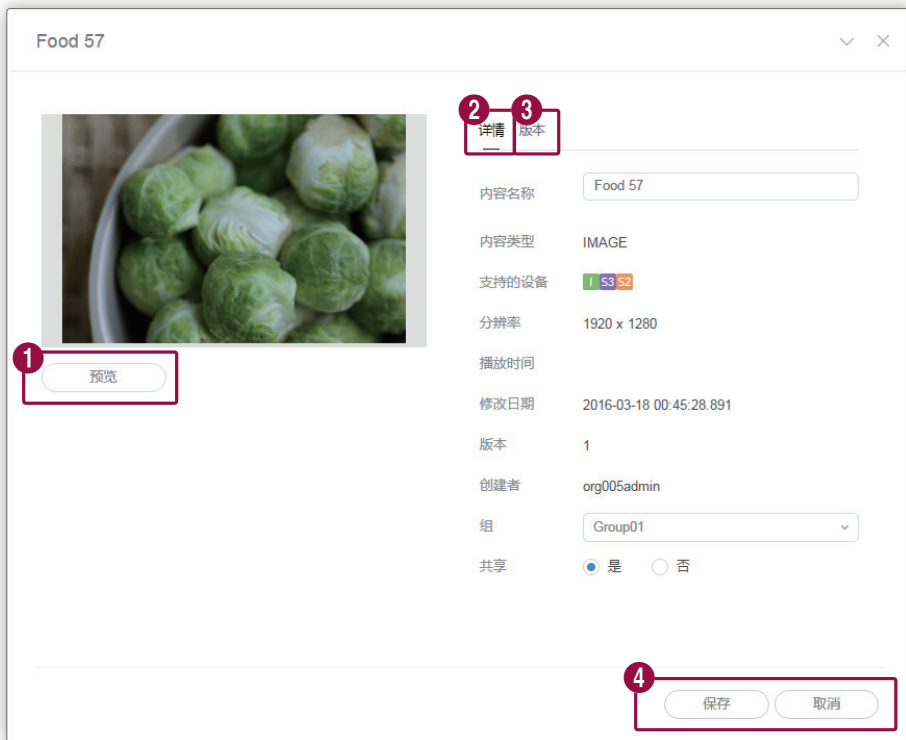 Food 57
2 3
详情 版本
内容名称 Food 57
内容类型 IMAGE
支持的设备 I S3 S2
分辨率 1920 x 1280
1
预览
播放时间
修改日期 2016-03-18 00:45:28.891
版本 1
创建者 org005admin
组 Group01
共享 是 否
4
保存 取消